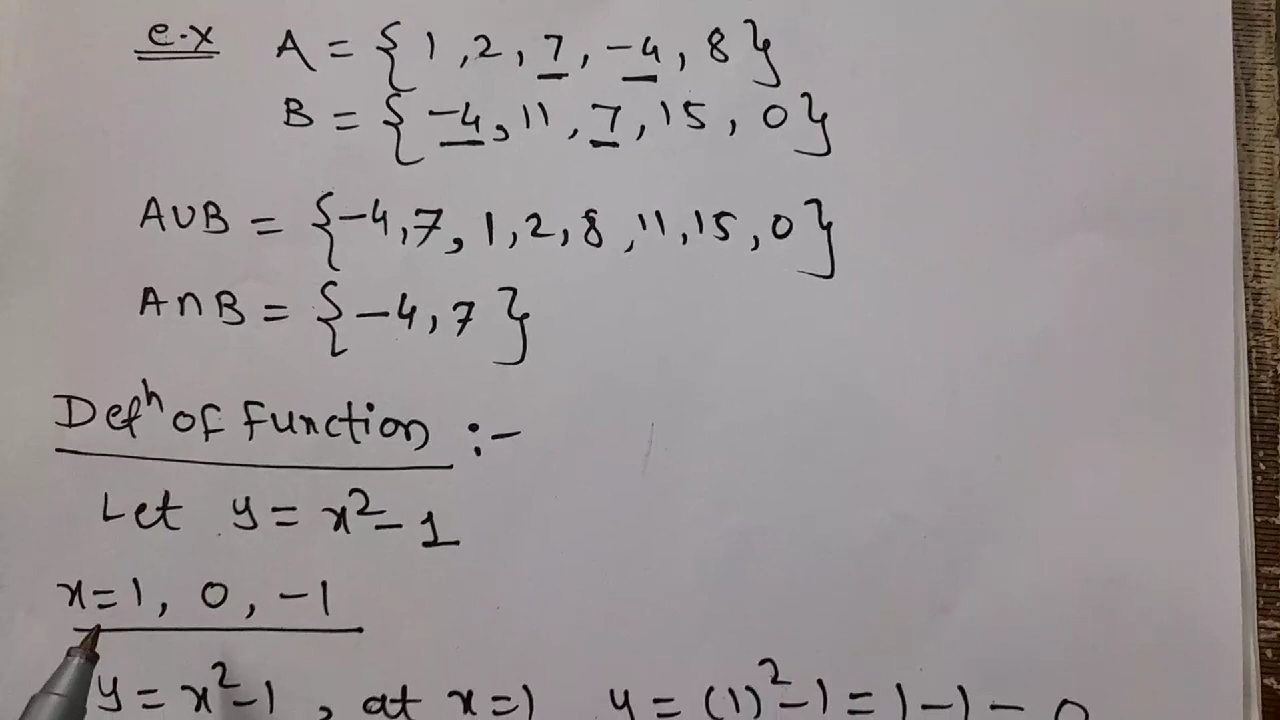 e.x A = {1, 2, 7, -4, 8}
B = {-4, 11, 7, 15, 0}
A∪B = {-4, 7, 1, 2, 8, 11, 15, 0}
A∩B = {-4, 7}
Defⁿ of Function :-
Let y = x² - 1
x = 1, 0, -1
y = x² - 1, at x = 1 y = (1)² - 1 = 1 - 1 - 0